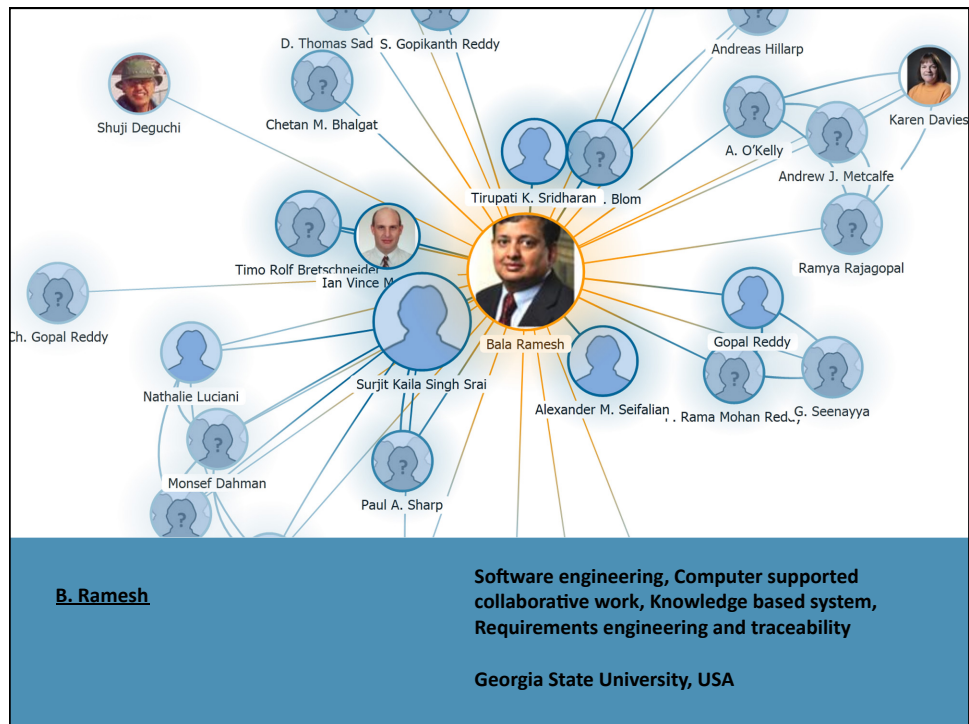 D. Thomas Sad
S. Gopikanth Reddy
Andreas Hillarp
Shuji Deguchi
Chetan M. Bhalgat
Karen Davies
A. O'Kelly
Andrew J. Metcalfe
Tirupati K. Sridharan
. Blom
Timo Rolf Bretschneider
Ian Vince M
Ramya Rajagopal
Ch. Gopal Reddy
Bala Ramesh
Gopal Reddy
Nathalie Luciani
Surjit Kaila Singh Srai
Alexander M. Seifalian
. Rama Mohan Reddy
G. Seenayya
Monsef Dahman
Paul A. Sharp
B. Ramesh
Software engineering, Computer supported
collaborative work, Knowledge based system,
Requirements engineering and traceability
Georgia State University, USA